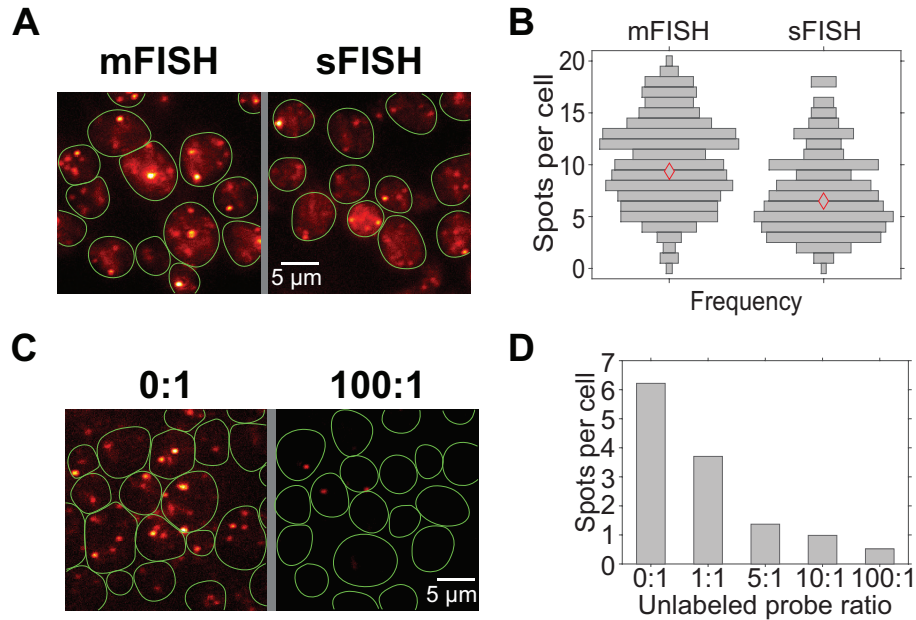 A
mFISH sFISH
5 µm
B
mFISH sFISH
20
15
10
5
0
Spots per cell
Frequency
C
0:1 100:1
5 µm
D
7
6
5
4
3
2
1
0
Spots per cell
0:1 1:1 5:1 10:1 100:1
Unlabeled probe ratio